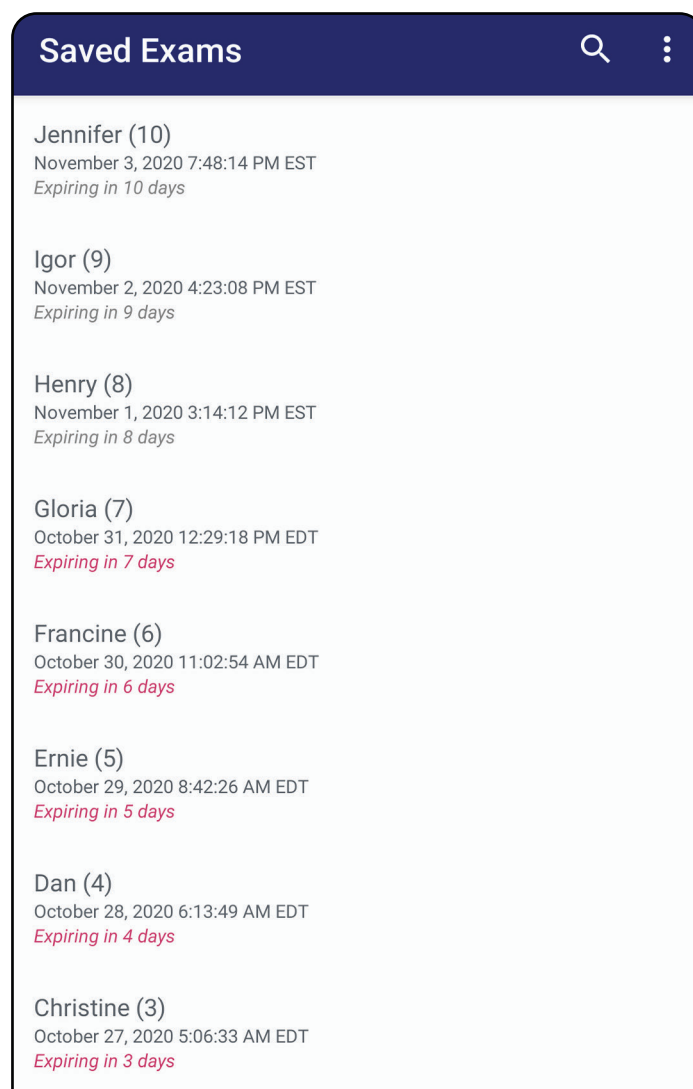 Saved Exams
Jennifer (10)
November 3, 2020 7:48:14 PM EST
Expiring in 10 days
Igor (9)
November 2, 2020 4:23:08 PM EST
Expiring in 9 days
Henry (8)
November 1, 2020 3:14:12 PM EST
Expiring in 8 days
Gloria (7)
October 31, 2020 12:29:18 PM EDT
Expiring in 7 days
Francine (6)
October 30, 2020 11:02:54 AM EDT
Expiring in 6 days
Ernie (5)
October 29, 2020 8:42:26 AM EDT
Expiring in 5 days
Dan (4)
October 28, 2020 6:13:49 AM EDT
Expiring in 4 days
Christine (3)
October 27, 2020 5:06:33 AM EDT
Expiring in 3 days